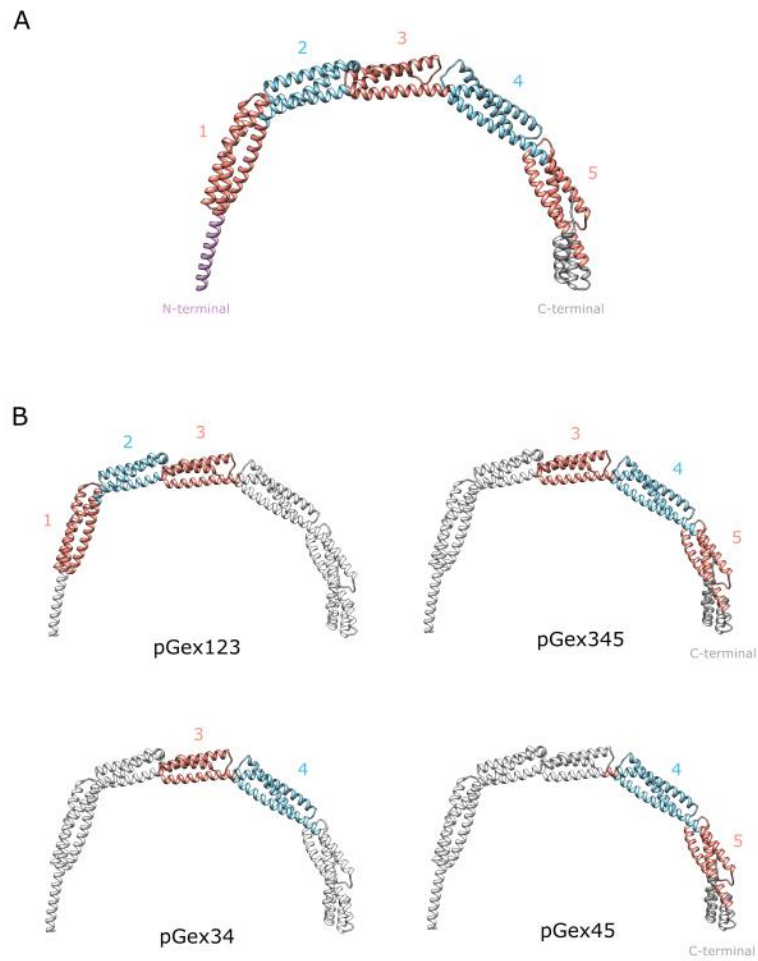 A
3
2
4
1
5
N-terminal
C-terminal
B
2
3
1
pGex123
3
4
5
pGex345
C-terminal
3
4
pGex34
4
5
pGex45
C-terminal